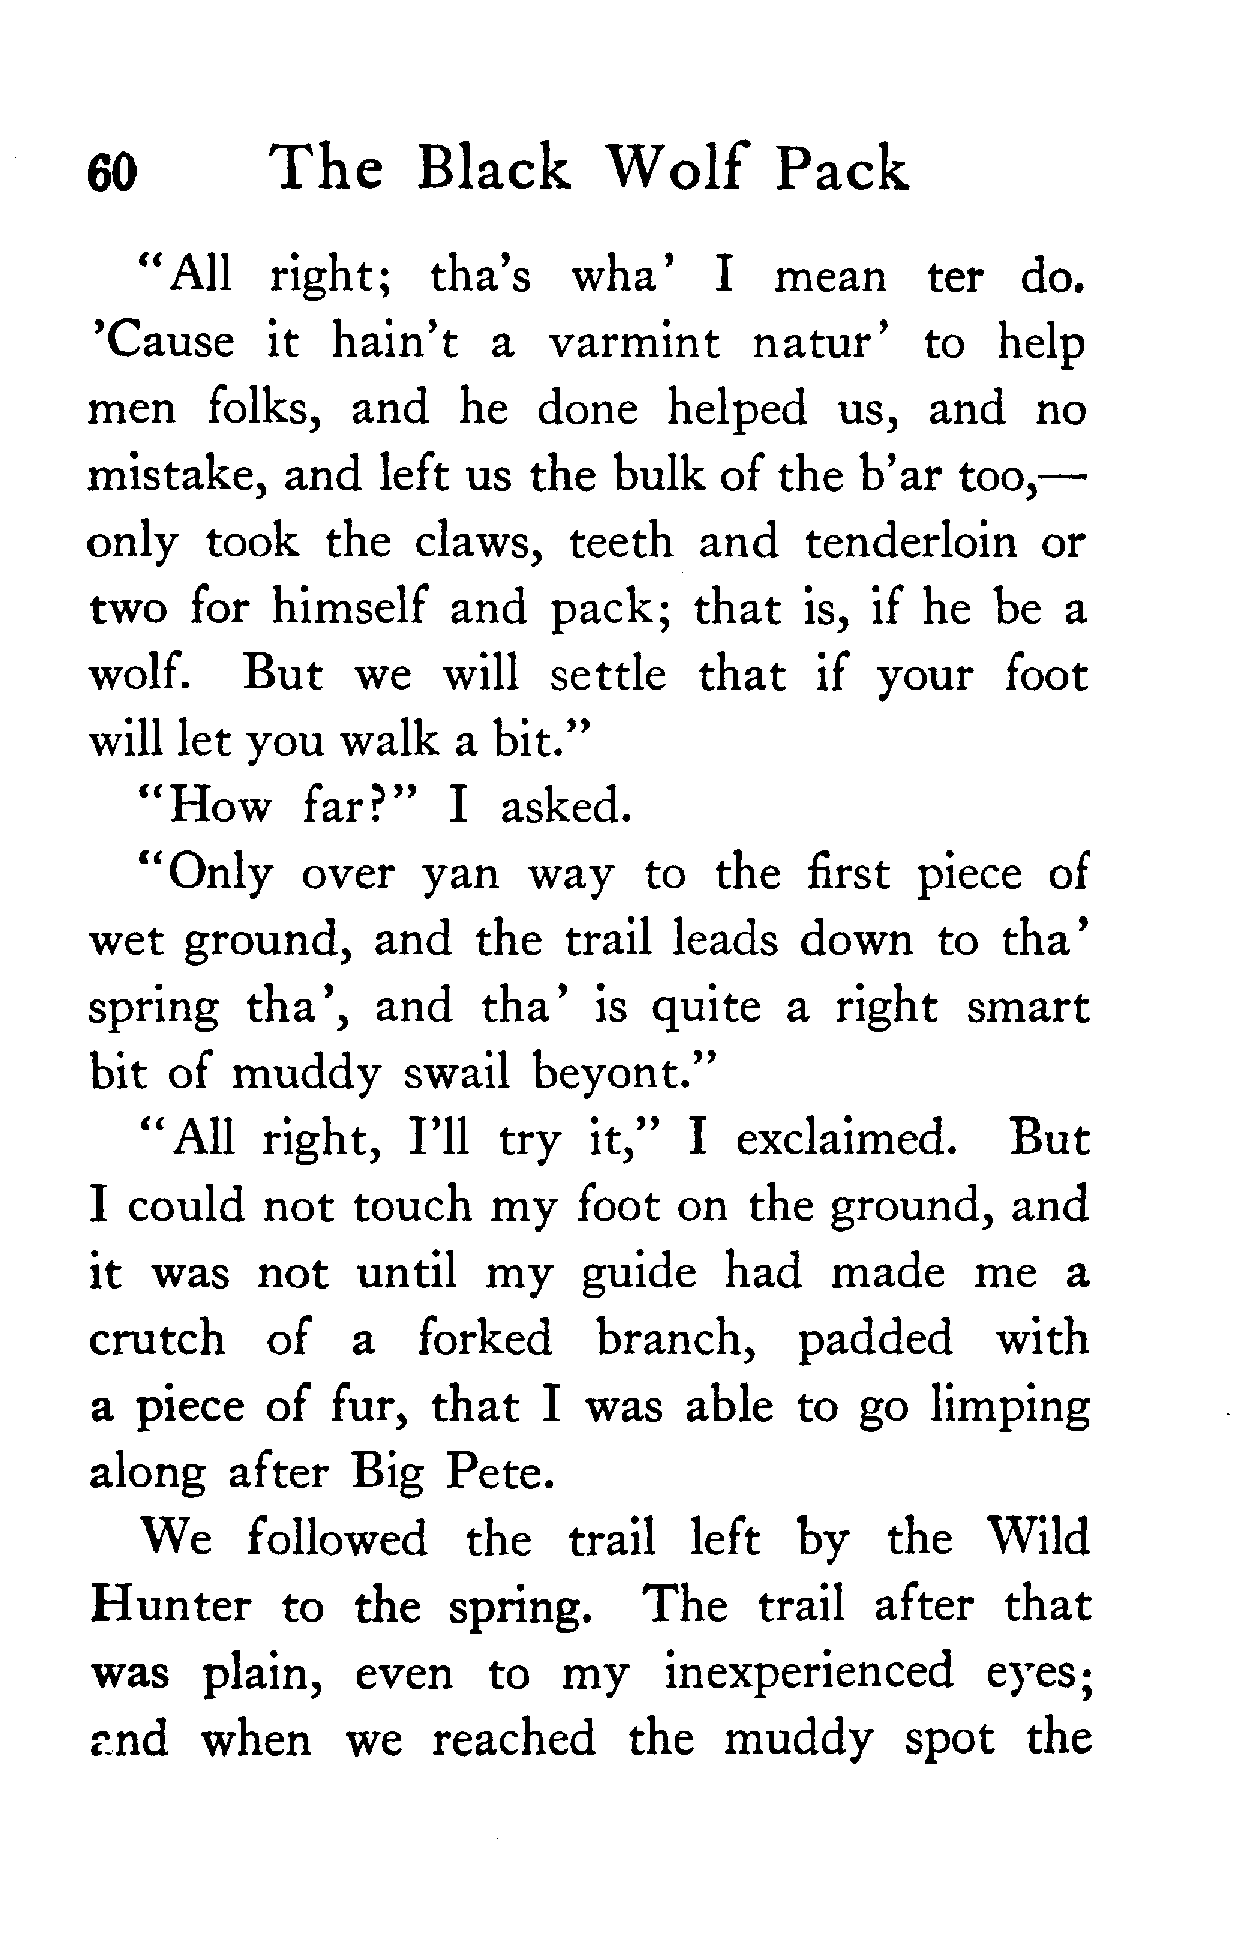 60 The Black Wolf Pack
“All right; tha’s wha’ I mean ter do.
’Cause it hain’t a varmint natur’ to help
men folks, and he done helped us, and no
mistake, and left us the bulk of the b’ar too,—
only took the claws, teeth and tenderloin or
two for himself and pack; that is, if he be a
wolf. But we will settle that if your foot
will let you walk a bit.”
“How far?” I asked.
“Only over yan way to the first piece of
wet ground, and the trail leads down to tha’
spring tha’, and tha’ is quite a right smart
bit of muddy swail beyont.”
“All right, I’ll try it,” I exclaimed. But
I could not touch my foot on the ground, and
it was not until my guide had made me a
crutch of a forked branch, padded with
a piece of fur, that I was able to go limping
along after Big Pete.
We followed the trail left by the Wild
Hunter to the spring. The trail after that
was plain, even to my inexperienced eyes;
and when we reached the muddy spot the